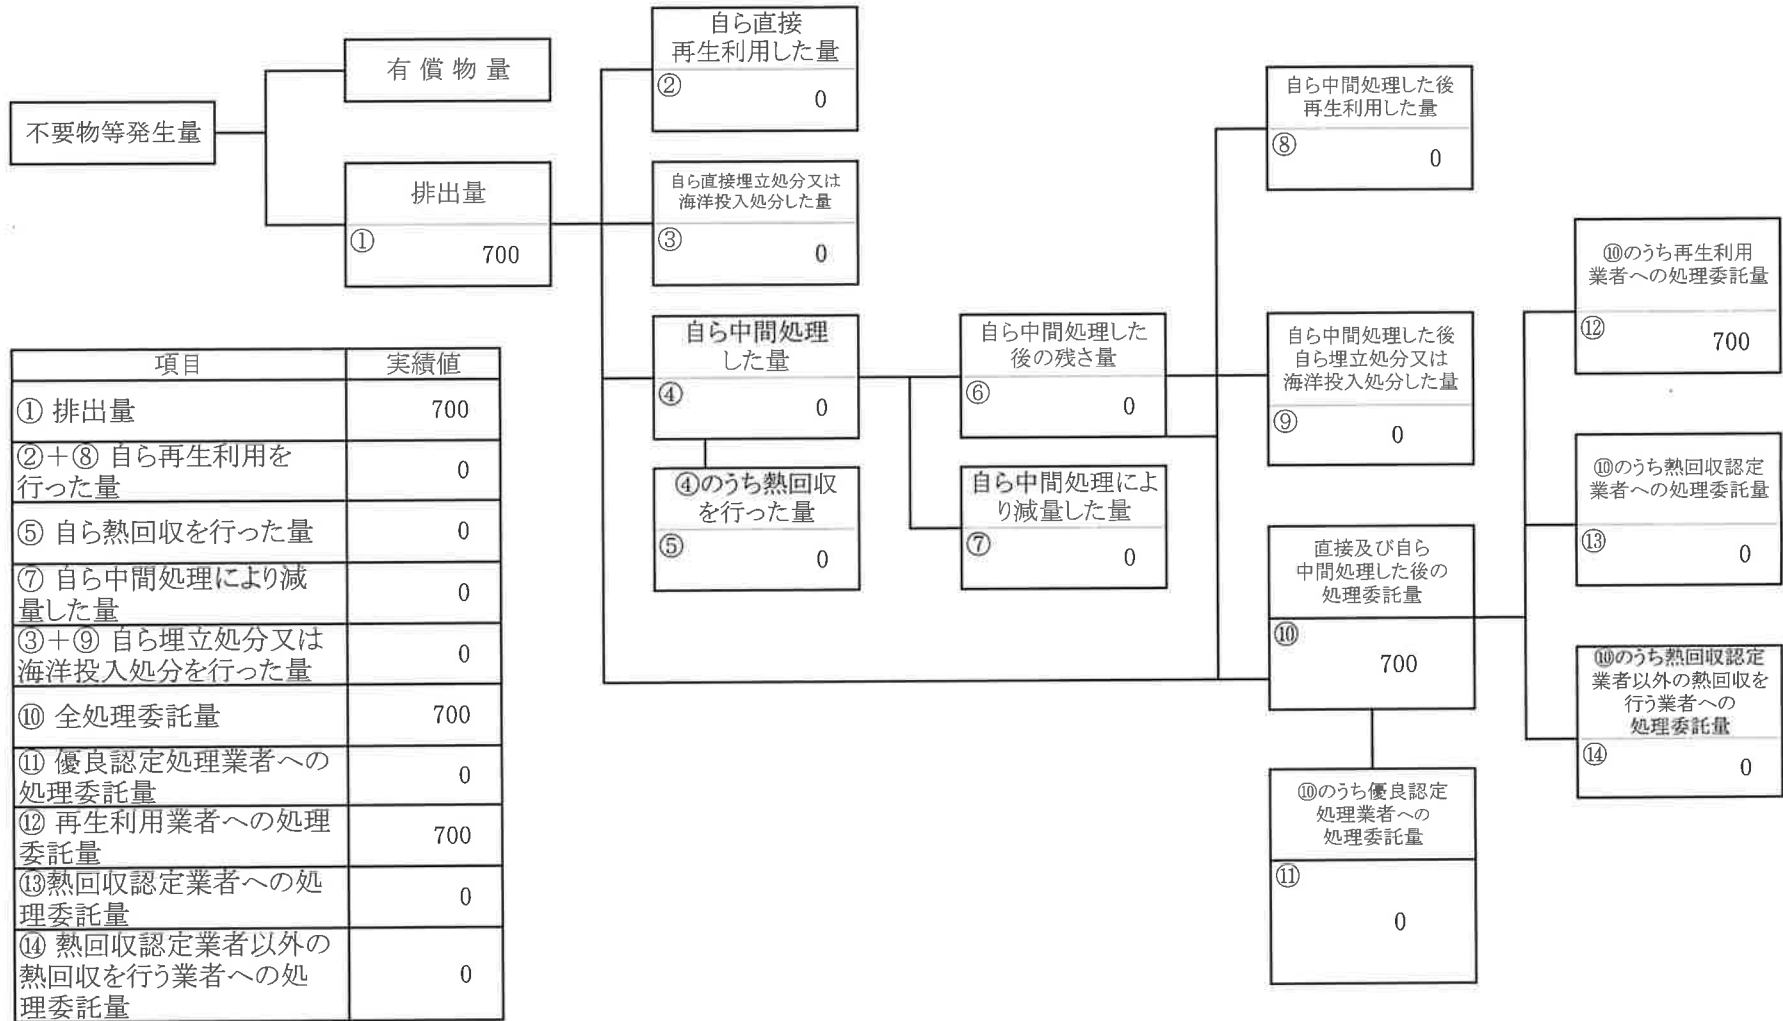 不要物等発生量
有 償 物 量
排出量
①
700
自ら直接
再生利用した量
②
0
自ら直接埋立処分又は
海洋投入処分した量
③
0
自ら中間処理
した量
④
0
④のうち熱回収
を行った量
⑤
0
自ら中間処理した
後の残さ量
⑥
0
自ら中間処理によ
り減量した量
⑦
0
自ら中間処理した後
再生利用した量
⑧
0
自ら中間処理した後
自ら埋立処分又は
海洋投入処分した量
⑨
0
直接及び自ら
中間処理した後の
処理委託量
⑩
700
⑩のうち優良認定
処理業者への
処理委託量
⑪
0
⑩のうち再生利用
業者への処理委託量
⑫
700
⑩のうち熱回収認定
業者への処理委託量
⑬
0
⑩のうち熱回収認定
業者以外の熱回収を
行う業者への
処理委託量
⑭
0
項目 実績値
① 排出量 700
②＋⑧ 自ら再生利用を
行った量 0
⑤ 自ら熱回収を行った量 0
⑦ 自ら中間処理により減
量した量 0
③＋⑨ 自ら埋立処分又は
海洋投入処分を行った量 0
⑩ 全処理委託量 700
⑪ 優良認定処理業者への
処理委託量 0
⑫ 再生利用業者への処理
委託量 700
⑬熱回収認定業者への処
理委託量 0
⑭ 熱回収認定業者以外の
熱回収を行う業者への処
理委託量 0